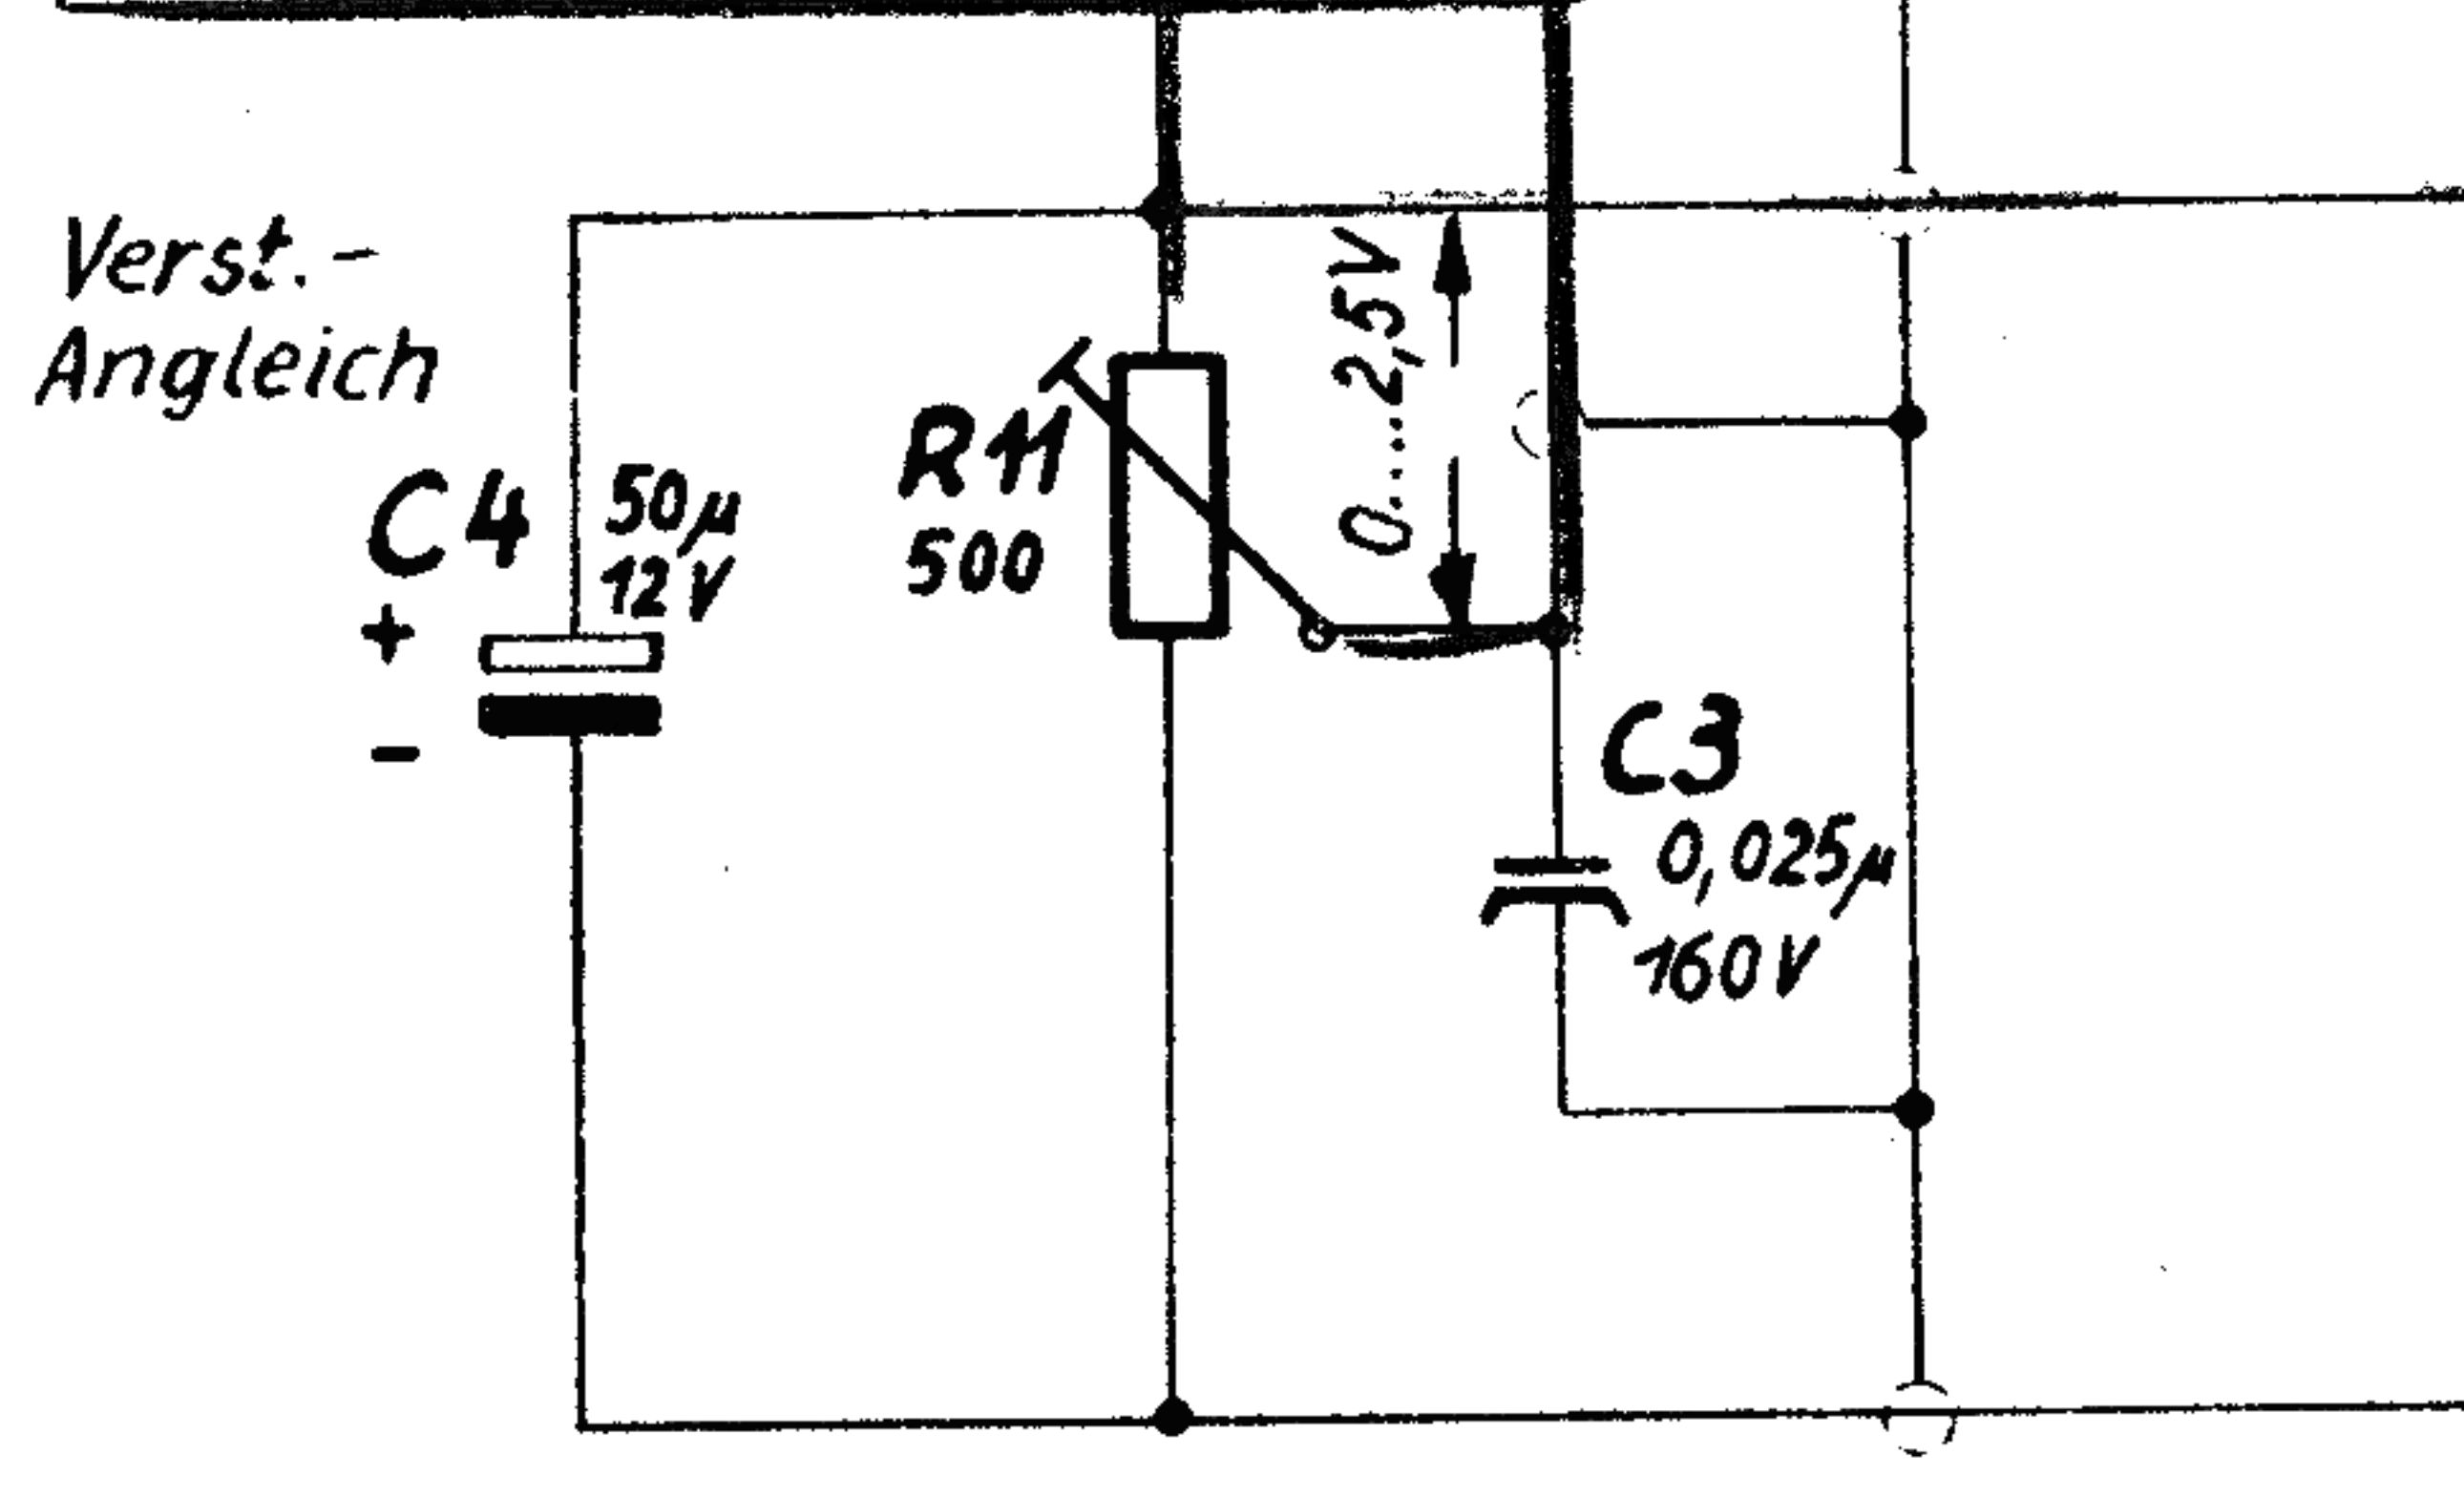 Verst.-
Angleich
C4
50µ
12V
+
-
R11
500
0.....2,5V
C3
0,025µ
160V